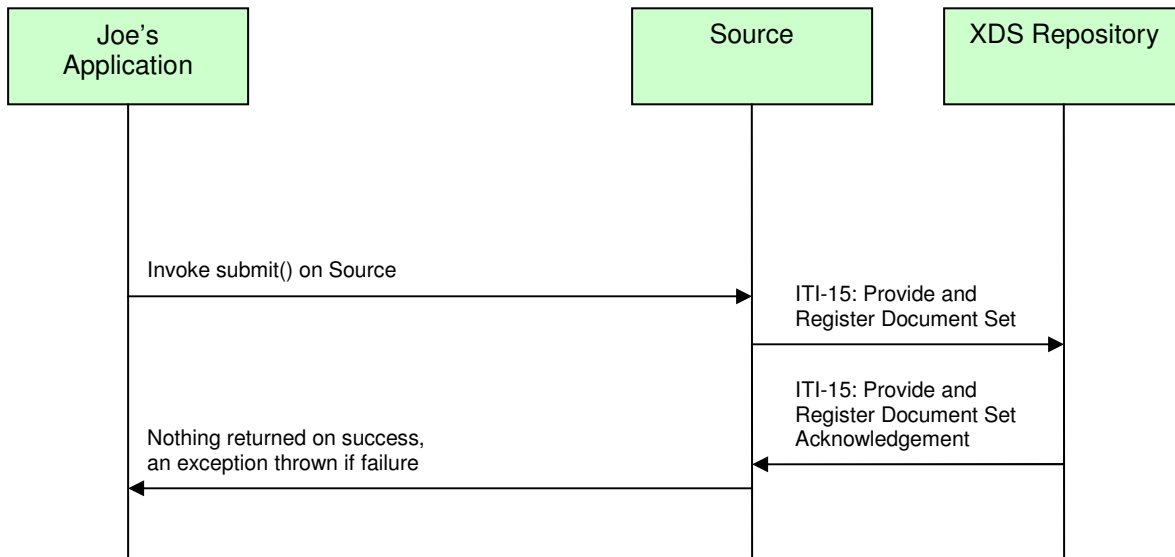 Joe's
Application
Source
XDS Repository
Invoke submit() on Source
ITI-15: Provide and
Register Document Set
ITI-15: Provide and
Register Document Set
Acknowledgement
Nothing returned on success,
an exception thrown if failure